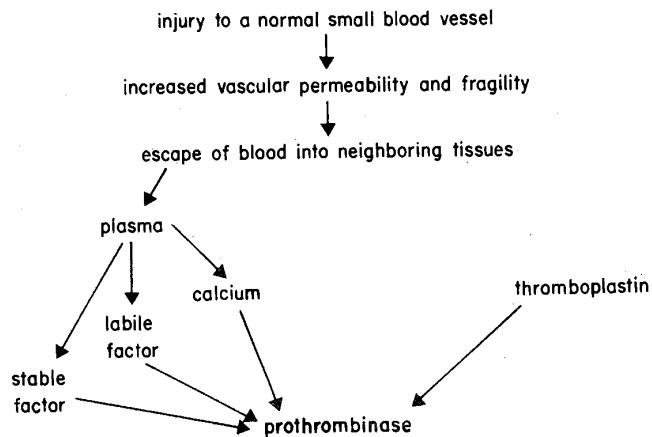 injury to a normal small blood vessel
increased vascular permeability and fragility
escape of blood into neighboring tissues
plasma
calcium
thromboplastin
labile
factor
stable
factor
prothrombinase